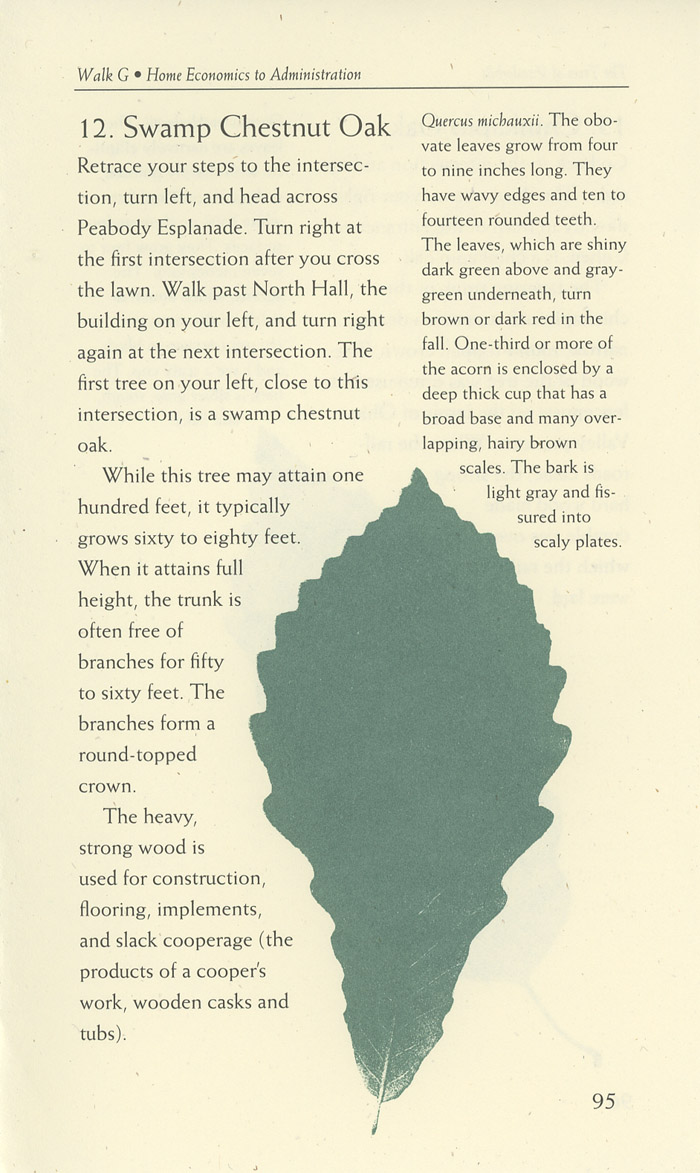 Walk G • Home Economics to Administration
12. Swamp Chestnut Oak
Retrace your steps to the intersec-
tion, turn left, and head across
Peabody Esplanade. Turn right at
the first intersection after you cross
the lawn. Walk past North Hall, the
building on your left, and turn right
again at the next intersection. The
first tree on your left, close to this
intersection, is a swamp chestnut
oak.
While this tree may attain one
hundred feet, it typically
grows sixty to eighty feet.
When it attains full
height, the trunk is
often free of
branches for fifty
to sixty feet. The
branches form a
round-topped
crown.
The heavy,
strong wood is
used for construction,
flooring, implements,
and slack cooperage (the
products of a cooper's
work, wooden casks and
tubs).
Quercus michauxii. The obo-
vate leaves grow from four
to nine inches long. They
have wavy edges and ten to
fourteen rounded teeth.
The leaves, which are shiny
dark green above and gray-
green underneath, turn
brown or dark red in the
fall. One-third or more of
the acorn is enclosed by a
deep thick cup that has a
broad base and many over-
lapping, hairy brown
scales. The bark is
light gray and fis-
sured into
scaly plates.
95